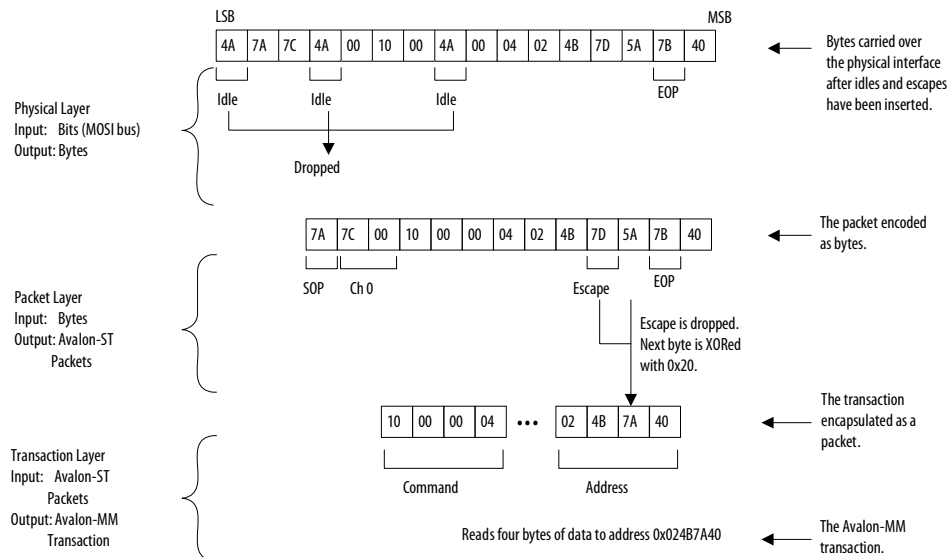 LSB MSB
4A 7A 7C 4A 00 10 00 4A 00 04 02 4B 7D 5A 7B 40
Bytes carried over
the physical interface
after idles and escapes
have been inserted.
Idle Idle Idle EOP
Physical Layer
Input: Bits (MOSI bus)
Output: Bytes
Dropped
7A 7C 00 10 00 00 04 02 4B 7D 5A 7B 40
The packet encoded
as bytes.
SOP Ch 0 Escape EOP
Packet Layer
Input: Bytes
Output: Avalon-ST
Packets
Escape is dropped.
Next byte is XORed
with 0x20.
10 00 00 04 ••• 02 4B 7A 40
The transaction
encapsulated as a
packet.
Transaction Layer
Input: Avalon-ST
Packets
Output: Avalon-MM
Transaction
Command Address
Reads four bytes of data to address 0x024B7A40
The Avalon-MM
transaction.